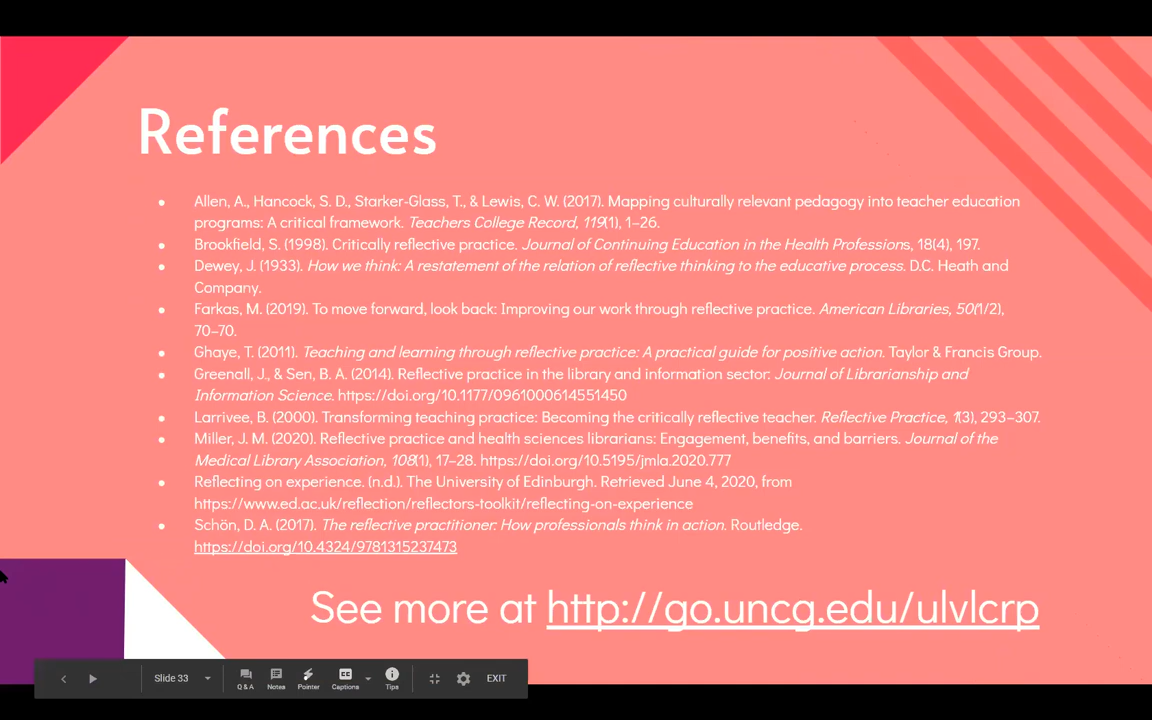 References
• Allen, A., Hancock, S. D., Starker-Glass, T., & Lewis, C. W. (2017). Mapping culturally relevant pedagogy into teacher education
programs: A critical framework. Teachers College Record, 119(1), 1–26.
• Brookfield, S. (1998). Critically reflective practice. Journal of Continuing Education in the Health Professions, 18(4), 197.
• Dewey, J. (1933). How we think: A restatement of the relation of reflective thinking to the educative process. D.C. Heath and
Company.
• Farkas, M. (2019). To move forward, look back: Improving our work through reflective practice. American Libraries, 50(1/2),
70–70.
• Ghaye, T. (2011). Teaching and learning through reflective practice: A practical guide for positive action. Taylor & Francis Group.
• Greenall, J., & Sen, B. A. (2014). Reflective practice in the library and information sector: Journal of Librarianship and
Information Science. https://doi.org/10.1177/0961000614551450
• Larrivee, B. (2000). Transforming teaching practice: Becoming the critically reflective teacher. Reflective Practice, 1(3), 293–307.
• Miller, J. M. (2020). Reflective practice and health sciences librarians: Engagement, benefits, and barriers. Journal of the
Medical Library Association, 108(1), 17–28. https://doi.org/10.5195/jmla.2020.777
• Reflecting on experience. (n.d.). The University of Edinburgh. Retrieved June 4, 2020, from
https://www.ed.ac.uk/reflection/reflectors-toolkit/reflecting-on-experience
• Schön, D. A. (2017). The reflective practitioner: How professionals think in action. Routledge.
https://doi.org/10.4324/9781315237473
See more at http://go.uncg.edu/ulvlcrp
Slide 33 Q & A Notes Pointer Captions Tips EXIT